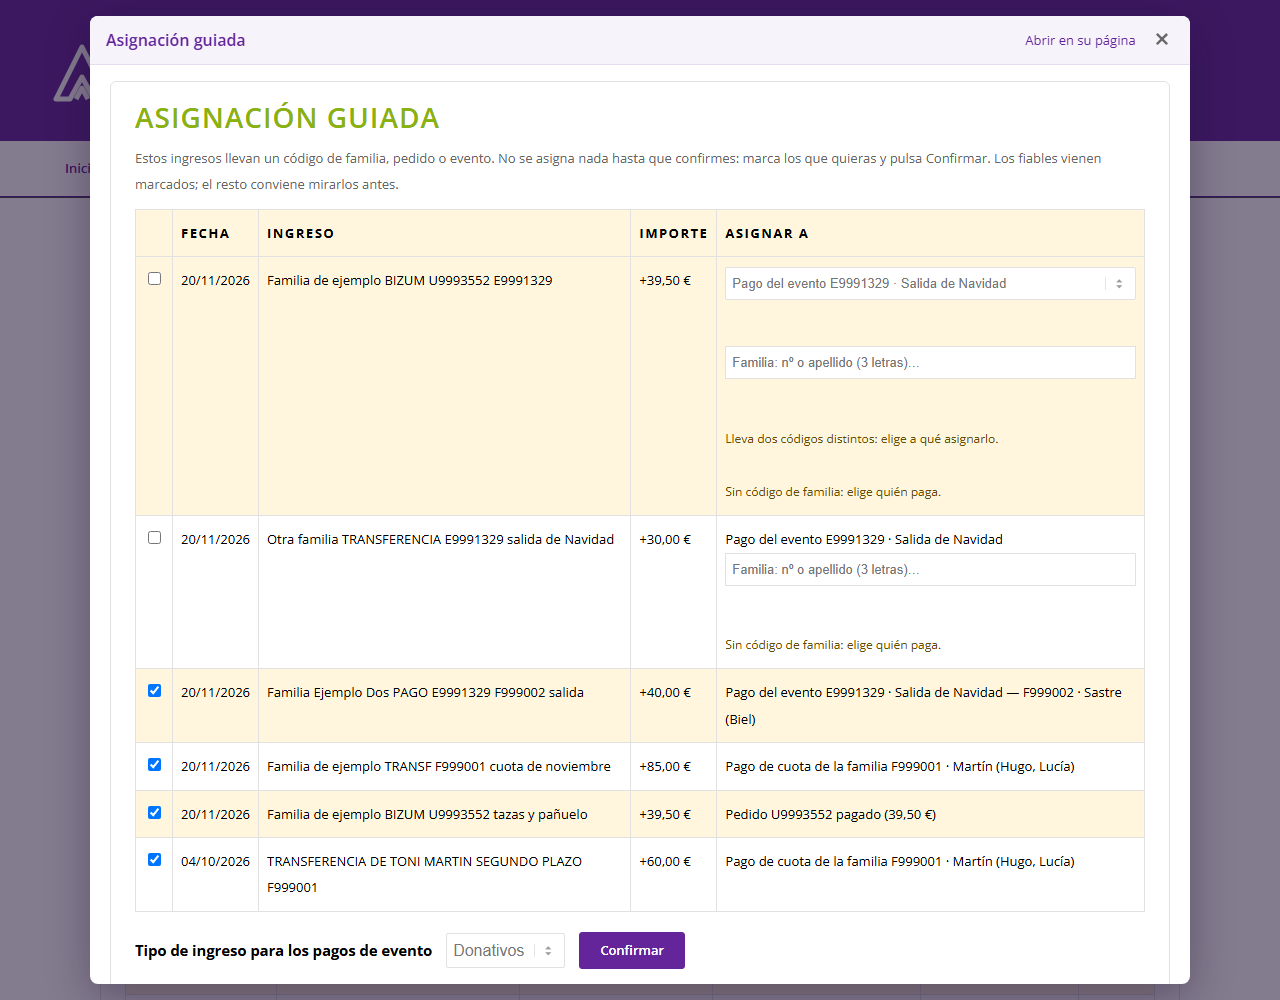 Asignación guiada
Abrir en su página
Inici
ASIGNACIÓN GUIADA
Estos ingresos llevan un código de familia, pedido o evento. No se asigna nada hasta que confirmes: marca los que quieras y pulsa Confirmar. Los fiables vienen
marcados; el resto conviene mirarlos antes.
FECHA INGRESO IMPORTE ASIGNAR A
20/11/2026 Familia de ejemplo BIZUM U9993552 E9991329 +39,50 € Pago del evento E9991329 · Salida de Navidad
Familia: nº o apellido (3 letras)...
Lleva dos códigos distintos: elige a qué asignarlo.
Sin código de familia: elige quién paga.
20/11/2026 Otra familia TRANSFERENCIA E9991329 salida de Navidad +30,00 € Pago del evento E9991329 · Salida de Navidad
Familia: nº o apellido (3 letras)...
Sin código de familia: elige quién paga.
20/11/2026 Familia Ejemplo Dos PAGO E9991329 F999002 salida +40,00 € Pago del evento E9991329 · Salida de Navidad — F999002 · Sastre
(Biel)
20/11/2026 Familia de ejemplo TRANSF F999001 cuota de noviembre +85,00 € Pago de cuota de la familia F999001 · Martín (Hugo, Lucía)
20/11/2026 Familia de ejemplo BIZUM U9993552 tazas y pañuelo +39,50 € Pedido U9993552 pagado (39,50 €)
04/10/2026 TRANSFERENCIA DE TONI MARTIN SEGUNDO PLAZO +60,00 € Pago de cuota de la familia F999001 · Martín (Hugo, Lucía)
F999001
Tipo de ingreso para los pagos de evento Donativos Confirmar